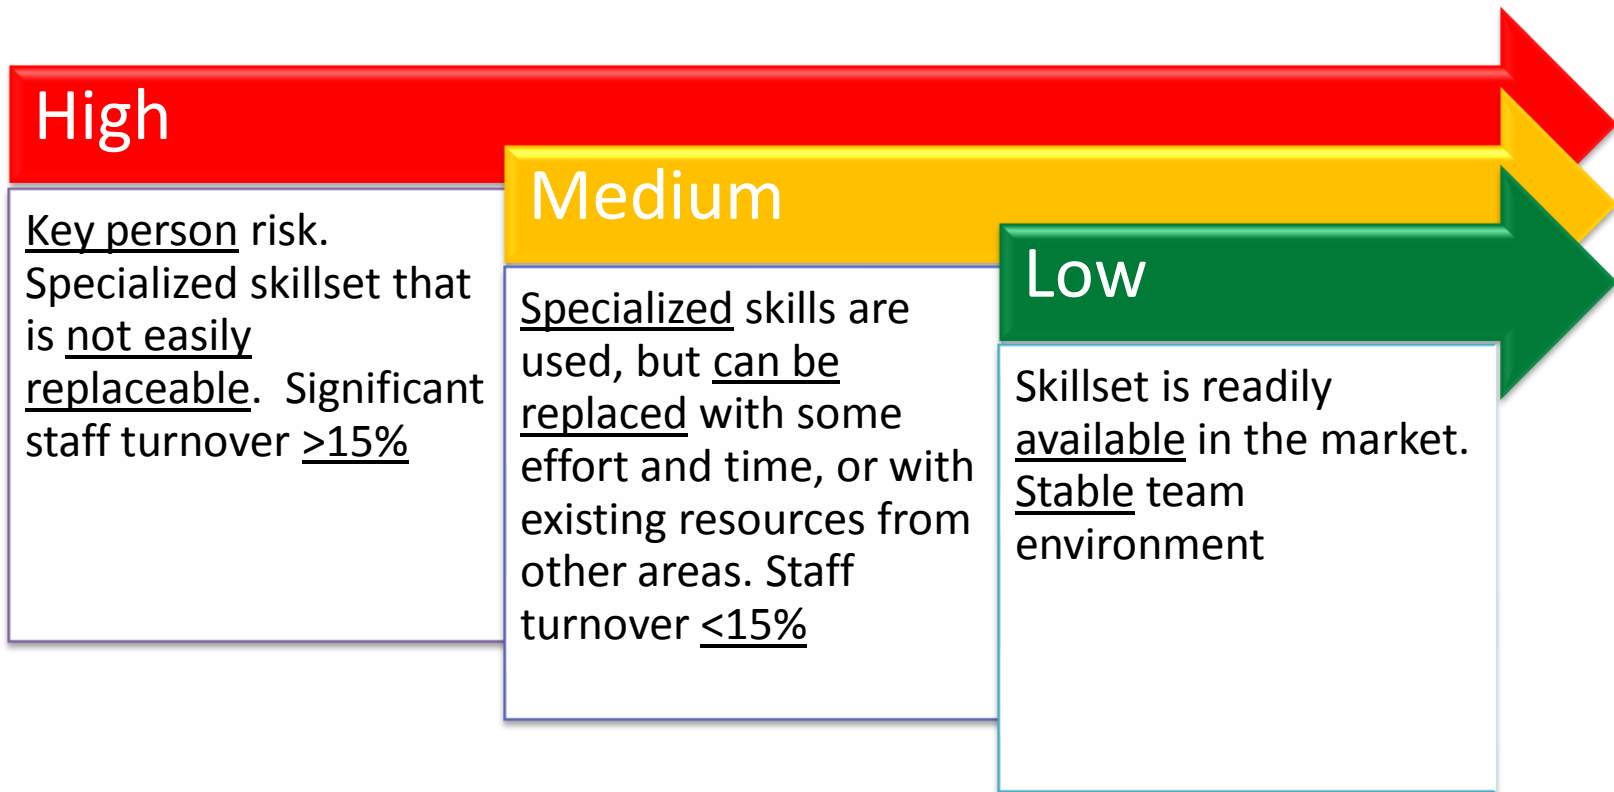 High
Key person risk.
Specialized skillset that
is not easily
replaceable.  Significant
staff turnover >15%
Medium
Specialized skills are
used, but can be
replaced with some
effort and time, or with
existing resources from
other areas. Staff
turnover <15%
Low
Skillset is readily
available in the market.
Stable team
environment